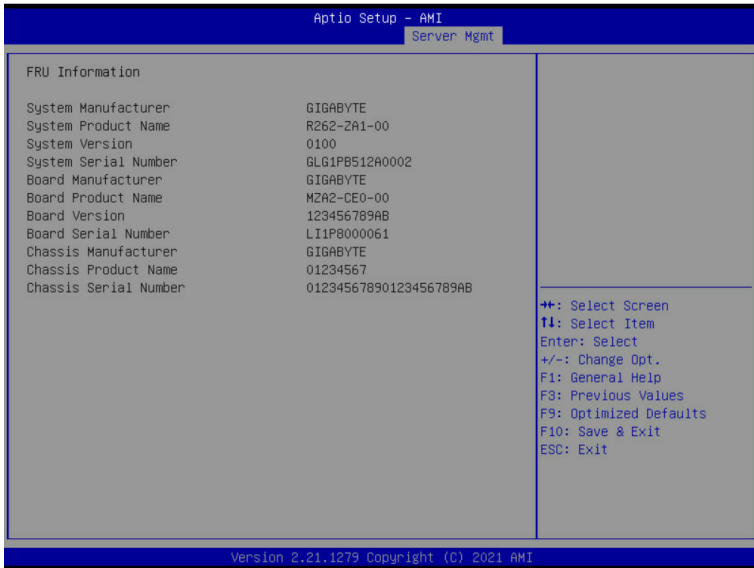 Aptio Setup – AMI
Server Mgmt
FRU Information
System Manufacturer GIGABYTE
System Product Name R262-ZA1-00
System Version 0100
System Serial Number GLG1PB512A0002
Board Manufacturer GIGABYTE
Board Product Name MZA2-CE0-00
Board Version 123456789AB
Board Serial Number LI1P8000061
Chassis Manufacturer GIGABYTE
Chassis Product Name 01234567
Chassis Serial Number 01234567890123456789AB
→←: Select Screen
↑↓: Select Item
Enter: Select
+/-: Change Opt.
F1: General Help
F3: Previous Values
F9: Optimized Defaults
F10: Save & Exit
ESC: Exit
Version 2.21.1279 Copyright (C) 2021 AMI